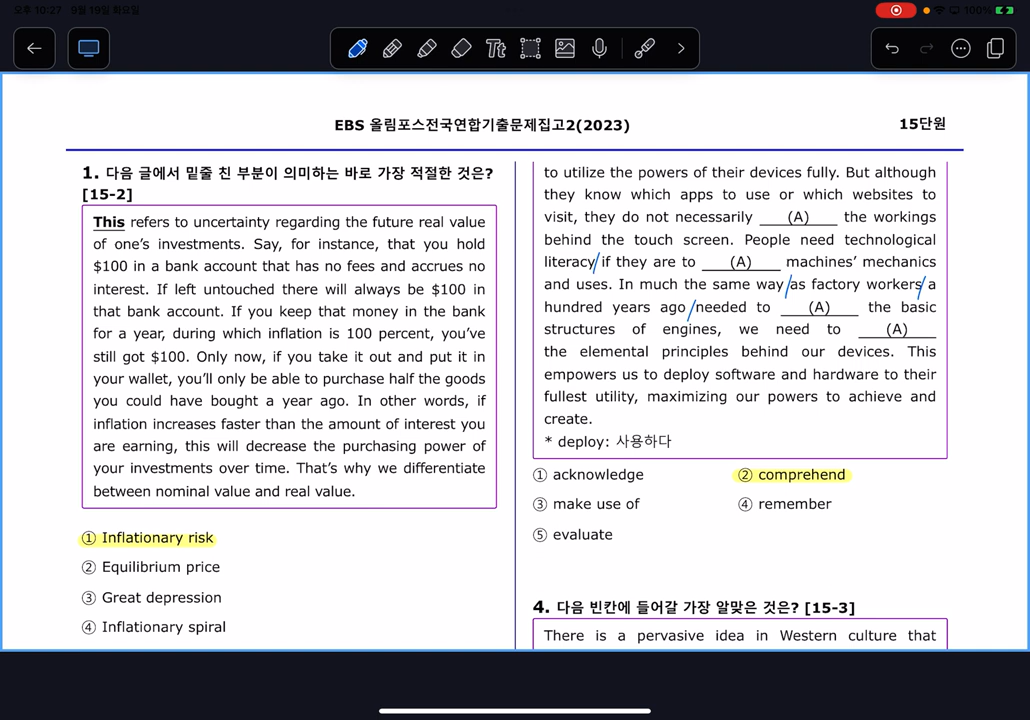 오후 10:27 9월 19일 화요일
100%
Tt
EBS 올림포스전국연합기출문제집고2(2023)
15단원
1. 다음 글에서 밑줄 친 부분이 의미하는 바로 가장 적절한 것은?
[15-2]
This refers to uncertainty regarding the future real value
of one's investments. Say, for instance, that you hold
$100 in a bank account that has no fees and accrues no
interest. If left untouched there will always be $100 in
that bank account. If you keep that money in the bank
for a year, during which inflation is 100 percent, you've
still got $100. Only now, if you take it out and put it in
your wallet, you'll only be able to purchase half the goods
you could have bought a year ago. In other words, if
inflation increases faster than the amount of interest you
are earning, this will decrease the purchasing power of
your investments over time. That's why we differentiate
between nominal value and real value.
① Inflationary risk
② Equilibrium price
③ Great depression
④ Inflationary spiral
to utilize the powers of their devices fully. But although
they know which apps to use or which websites to
visit, they do not necessarily (A) the workings
behind the touch screen. People need technological
literacy if they are to (A) machines' mechanics
and uses. In much the same way as factory workers a
hundred years ago needed to (A) the basic
structures of engines, we need to (A)
the elemental principles behind our devices. This
empowers us to deploy software and hardware to their
fullest utility, maximizing our powers to achieve and
create.
* deploy: 사용하다
① acknowledge ② comprehend
③ make use of ④ remember
⑤ evaluate
4. 다음 빈칸에 들어갈 가장 알맞은 것은? [15-3]
There is a pervasive idea in Western culture that